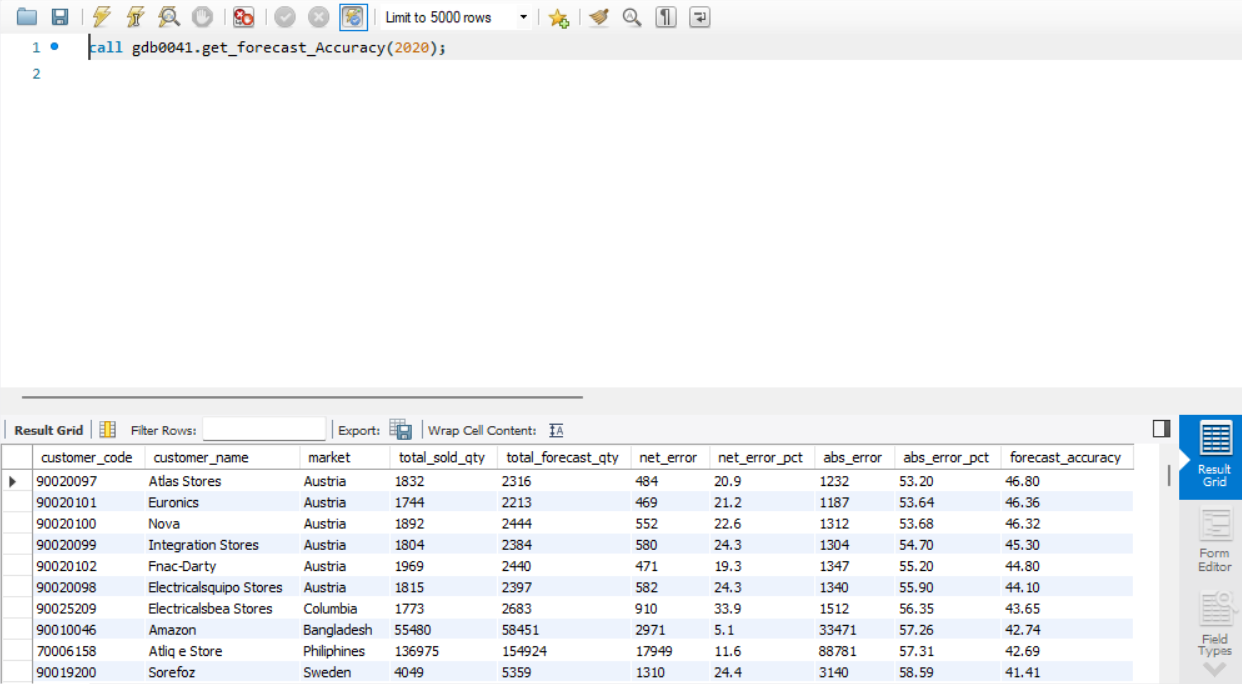 Limit to 5000 rows
1 call gdb0041.get_forecast_Accuracy(2020);
2
Result Grid Filter Rows: Export: Wrap Cell Content: IA
customer_code customer_name market total_sold_qty total_forecast_qty net_error net_error_pct abs_error abs_error_pct forecast_accuracy
90020097 Atlas Stores Austria 1832 2316 484 20.9 1232 53.20 46.80
90020101 Euronics Austria 1744 2213 469 21.2 1187 53.64 46.36
90020100 Nova Austria 1892 2444 552 22.6 1312 53.68 46.32
90020099 Integration Stores Austria 1804 2384 580 24.3 1304 54.70 45.30
90020102 Fnac-Darty Austria 1969 2440 471 19.3 1347 55.20 44.80
90020098 Electricalsquipo Stores Austria 1815 2397 582 24.3 1340 55.90 44.10
90025209 Electricalsbea Stores Columbia 1773 2683 910 33.9 1512 56.35 43.65
90010046 Amazon Bangladesh 55480 58451 2971 5.1 33471 57.26 42.74
70006158 Atliq e Store Philiphines 136975 154924 17949 11.6 88781 57.31 42.69
90019200 Sorefoz Sweden 4049 5359 1310 24.4 3140 58.59 41.41
Result
Grid
Form
Editor
Field
Types